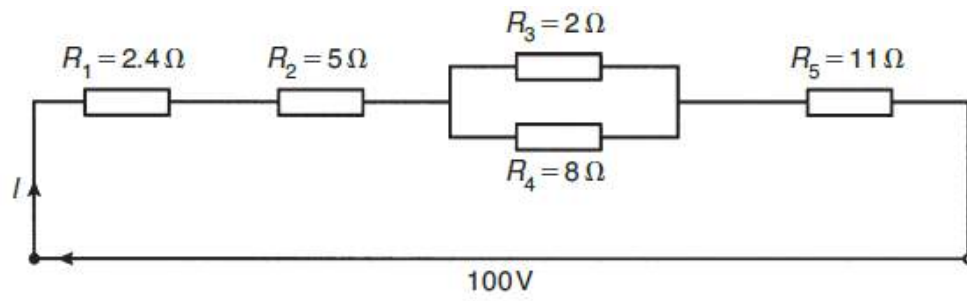 R₃ = 2 Ω
R₁ = 2.4 Ω
R₂ = 5 Ω
R₅ = 11 Ω
R₄ = 8 Ω
I
100 V